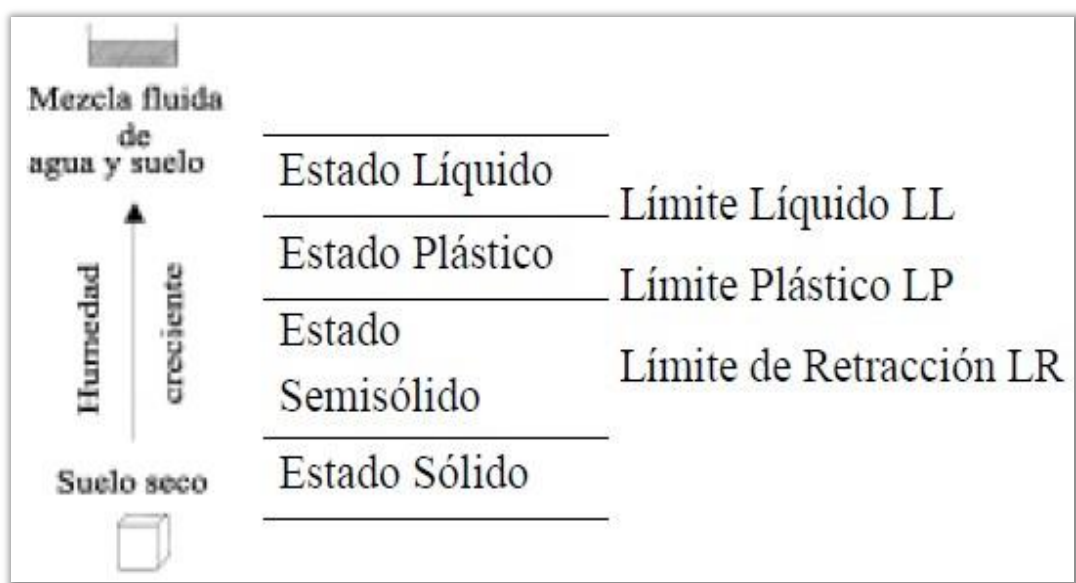 Mezcla fluida
de
agua y suelo
Humedad
creciente
Suelo seco
Estado Líquido
Estado Plástico
Estado
Semisólido
Estado Sólido
Límite Líquido LL
Límite Plástico LP
Límite de Retracción LR